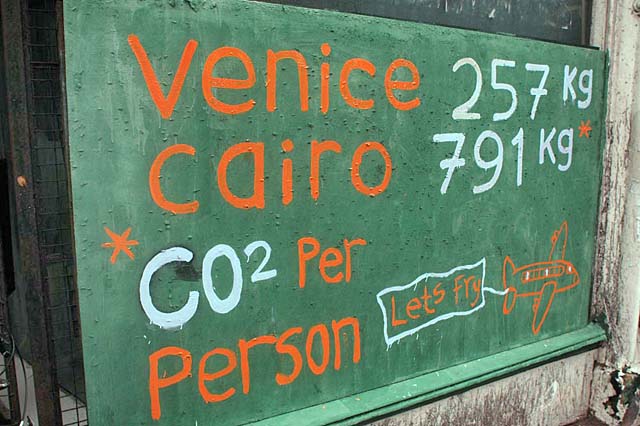 Venice 257 Kg
Cairo 791 Kg*
*CO² Per
Person
Lets Fry